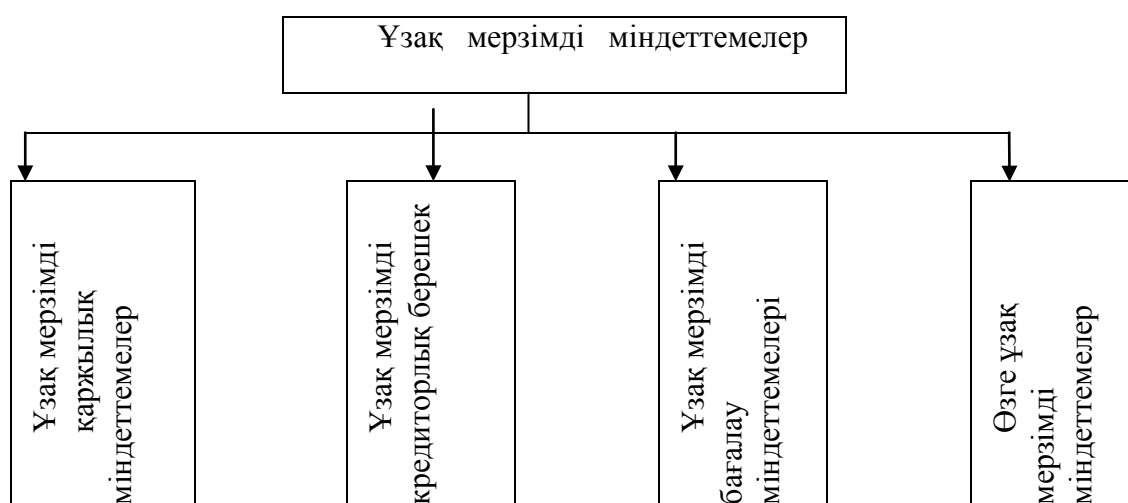 Ұзақ мерзімді міндеттемелер
Ұзақ мерзімді
қаржылық
міндеттемелер
Ұзақ мерзімді
кредиторлық берешек
Ұзақ мерзімді
бағалау
міндеттемелері
Өзге ұзақ
мерзімді
міндеттемелер